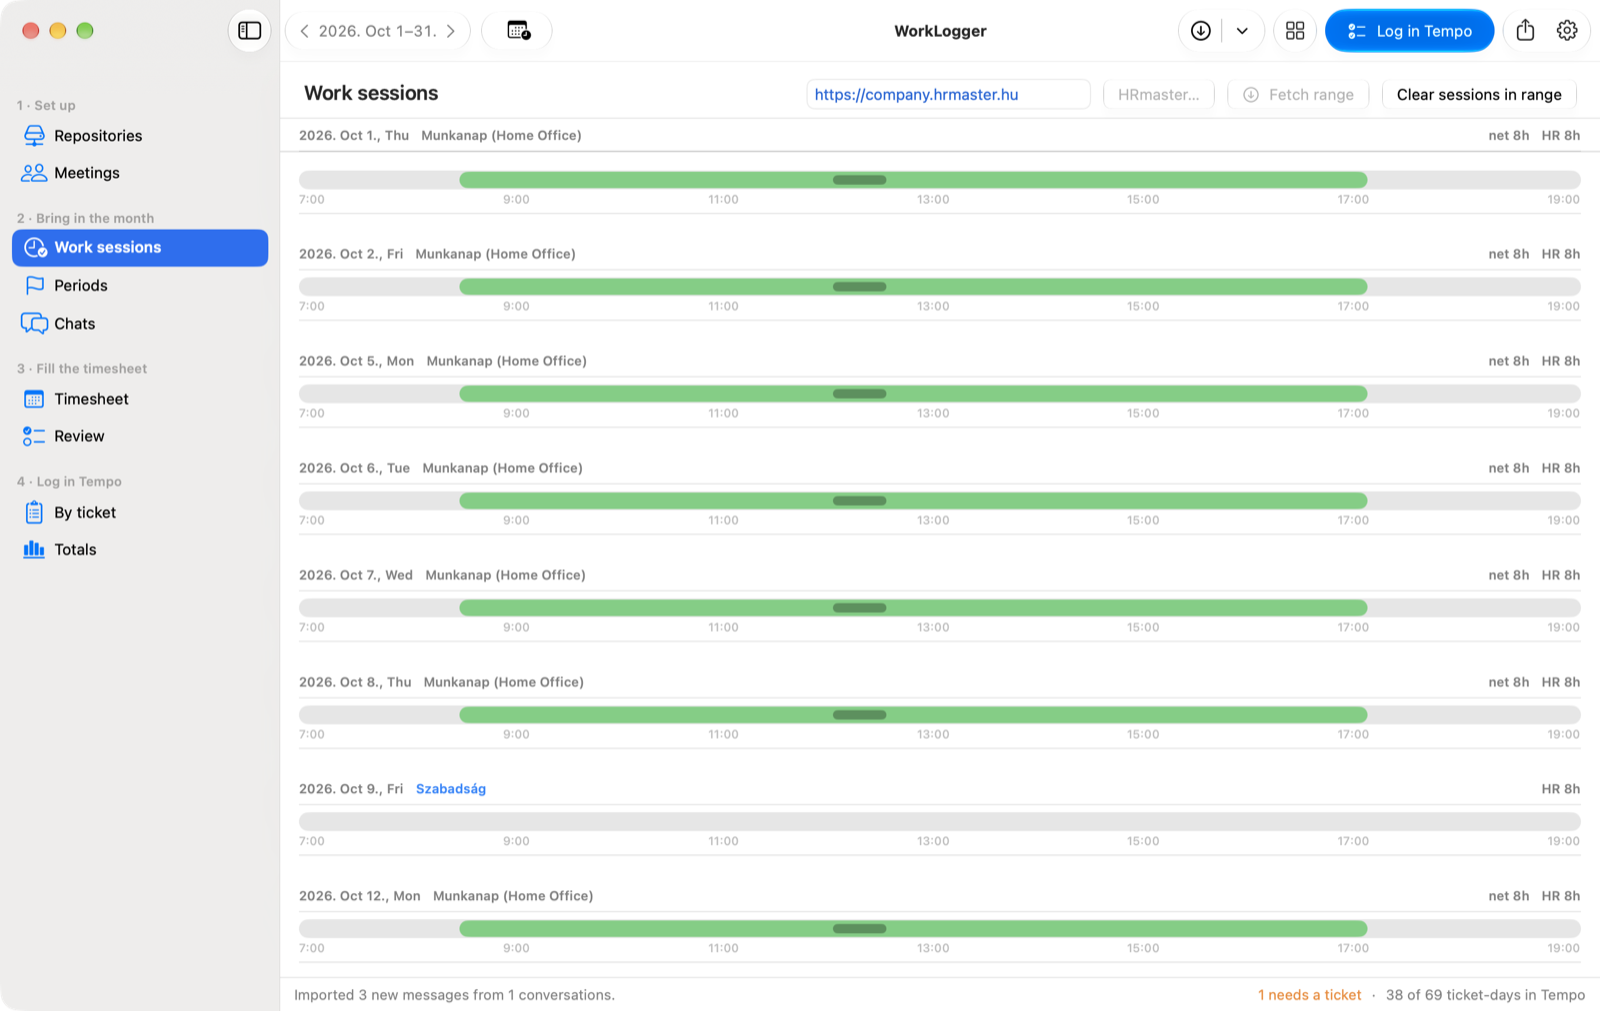 2026. Oct 1–31.
WorkLogger
Log in Tempo
1 · Set up
Repositories
Meetings
2 · Bring in the month
Work sessions
Periods
Chats
3 · Fill the timesheet
Timesheet
Review
4 · Log in Tempo
By ticket
Totals
Work sessions
https://company.hrmaster.hu
HRmaster...
Fetch range
Clear sessions in range
2026. Oct 1., Thu Munkanap (Home Office) net 8h HR 8h
7:00 9:00 11:00 13:00 15:00 17:00 19:00
2026. Oct 2., Fri Munkanap (Home Office) net 8h HR 8h
7:00 9:00 11:00 13:00 15:00 17:00 19:00
2026. Oct 5., Mon Munkanap (Home Office) net 8h HR 8h
7:00 9:00 11:00 13:00 15:00 17:00 19:00
2026. Oct 6., Tue Munkanap (Home Office) net 8h HR 8h
7:00 9:00 11:00 13:00 15:00 17:00 19:00
2026. Oct 7., Wed Munkanap (Home Office) net 8h HR 8h
7:00 9:00 11:00 13:00 15:00 17:00 19:00
2026. Oct 8., Thu Munkanap (Home Office) net 8h HR 8h
7:00 9:00 11:00 13:00 15:00 17:00 19:00
2026. Oct 9., Fri Szabadság HR 8h
7:00 9:00 11:00 13:00 15:00 17:00 19:00
2026. Oct 12., Mon Munkanap (Home Office) net 8h HR 8h
7:00 9:00 11:00 13:00 15:00 17:00 19:00
Imported 3 new messages from 1 conversations.
1 needs a ticket · 38 of 69 ticket-days in Tempo